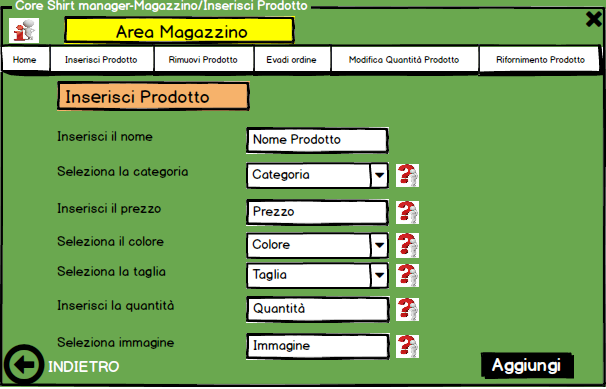 Core Shirt manager-Magazzino/Inserisci Prodotto
Area Magazzino
Home Inserisci Prodotto Rimuovi Prodotto Evadi ordine Modifica Quantità Prodotto Rifornimento Prodotto
Inserisci Prodotto
Inserisci il nome Nome Prodotto
Seleziona la categoria Categoria
Inserisci il prezzo Prezzo
Seleziona il colore Colore
Seleziona la taglia Taglia
Inserisci la quantità Quantità
Seleziona immagine Immagine
INDIETRO Aggiungi